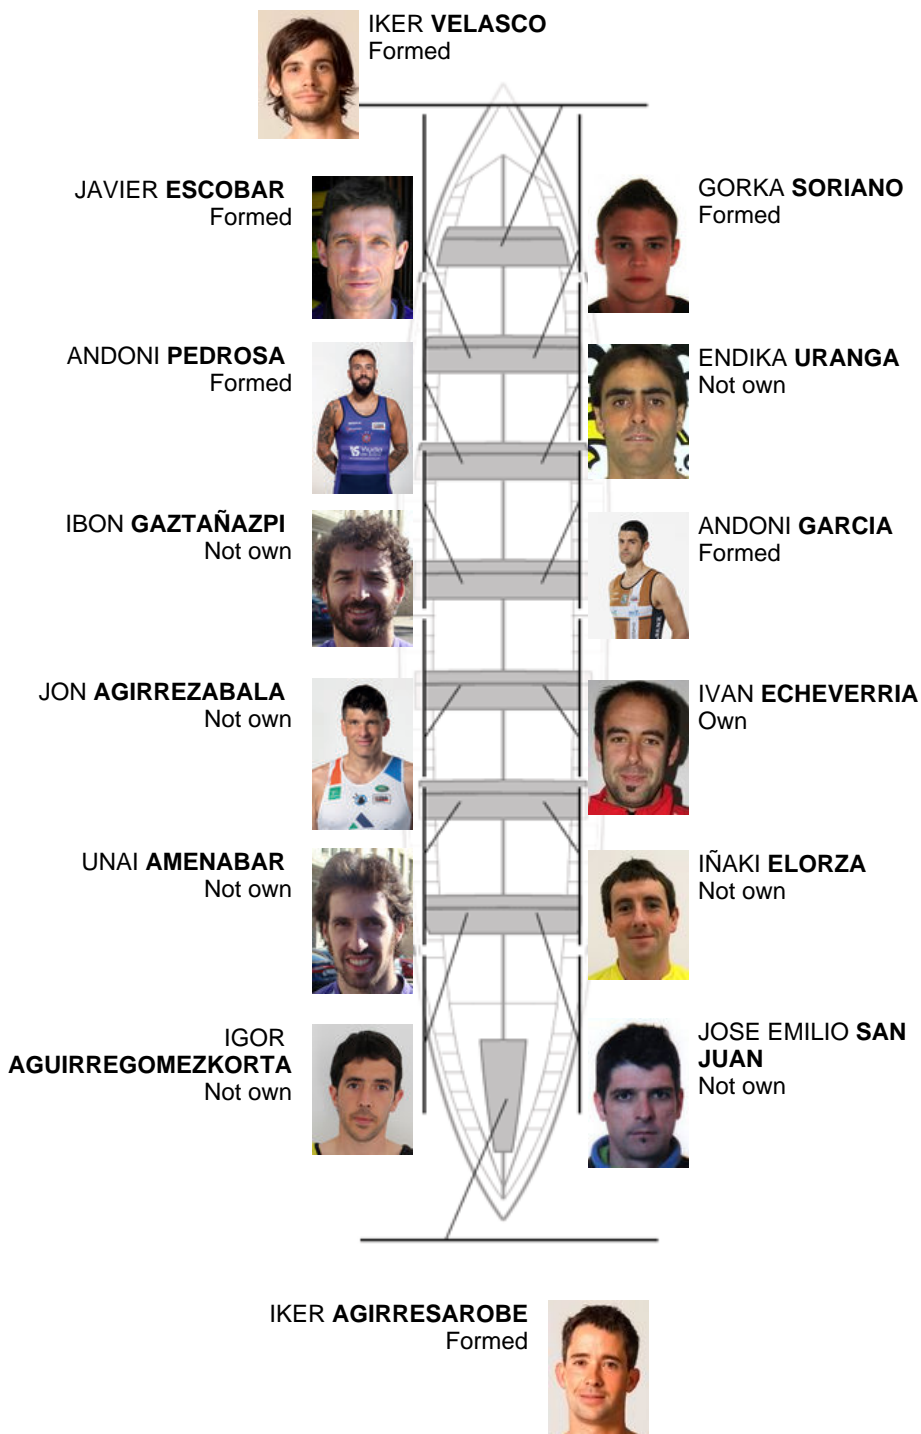 IKER VELASCO
Formed
JAVIER ESCOBAR
Formed
GORKA SORIANO
Formed
ANDONI PEDROSA
Formed
ENDIKA URANGA
Not own
IBON GAZTAÑAZPI
Not own
ANDONI GARCIA
Formed
JON AGIRREZABALA
Not own
IVAN ECHEVERRIA
Own
UNAI AMENABAR
Not own
IÑAKI ELORZA
Not own
IGOR
AGUIRREGOMEZKORTA
Not own
JOSE EMILIO SAN
JUAN
Not own
IKER AGIRRESAROBE
Formed